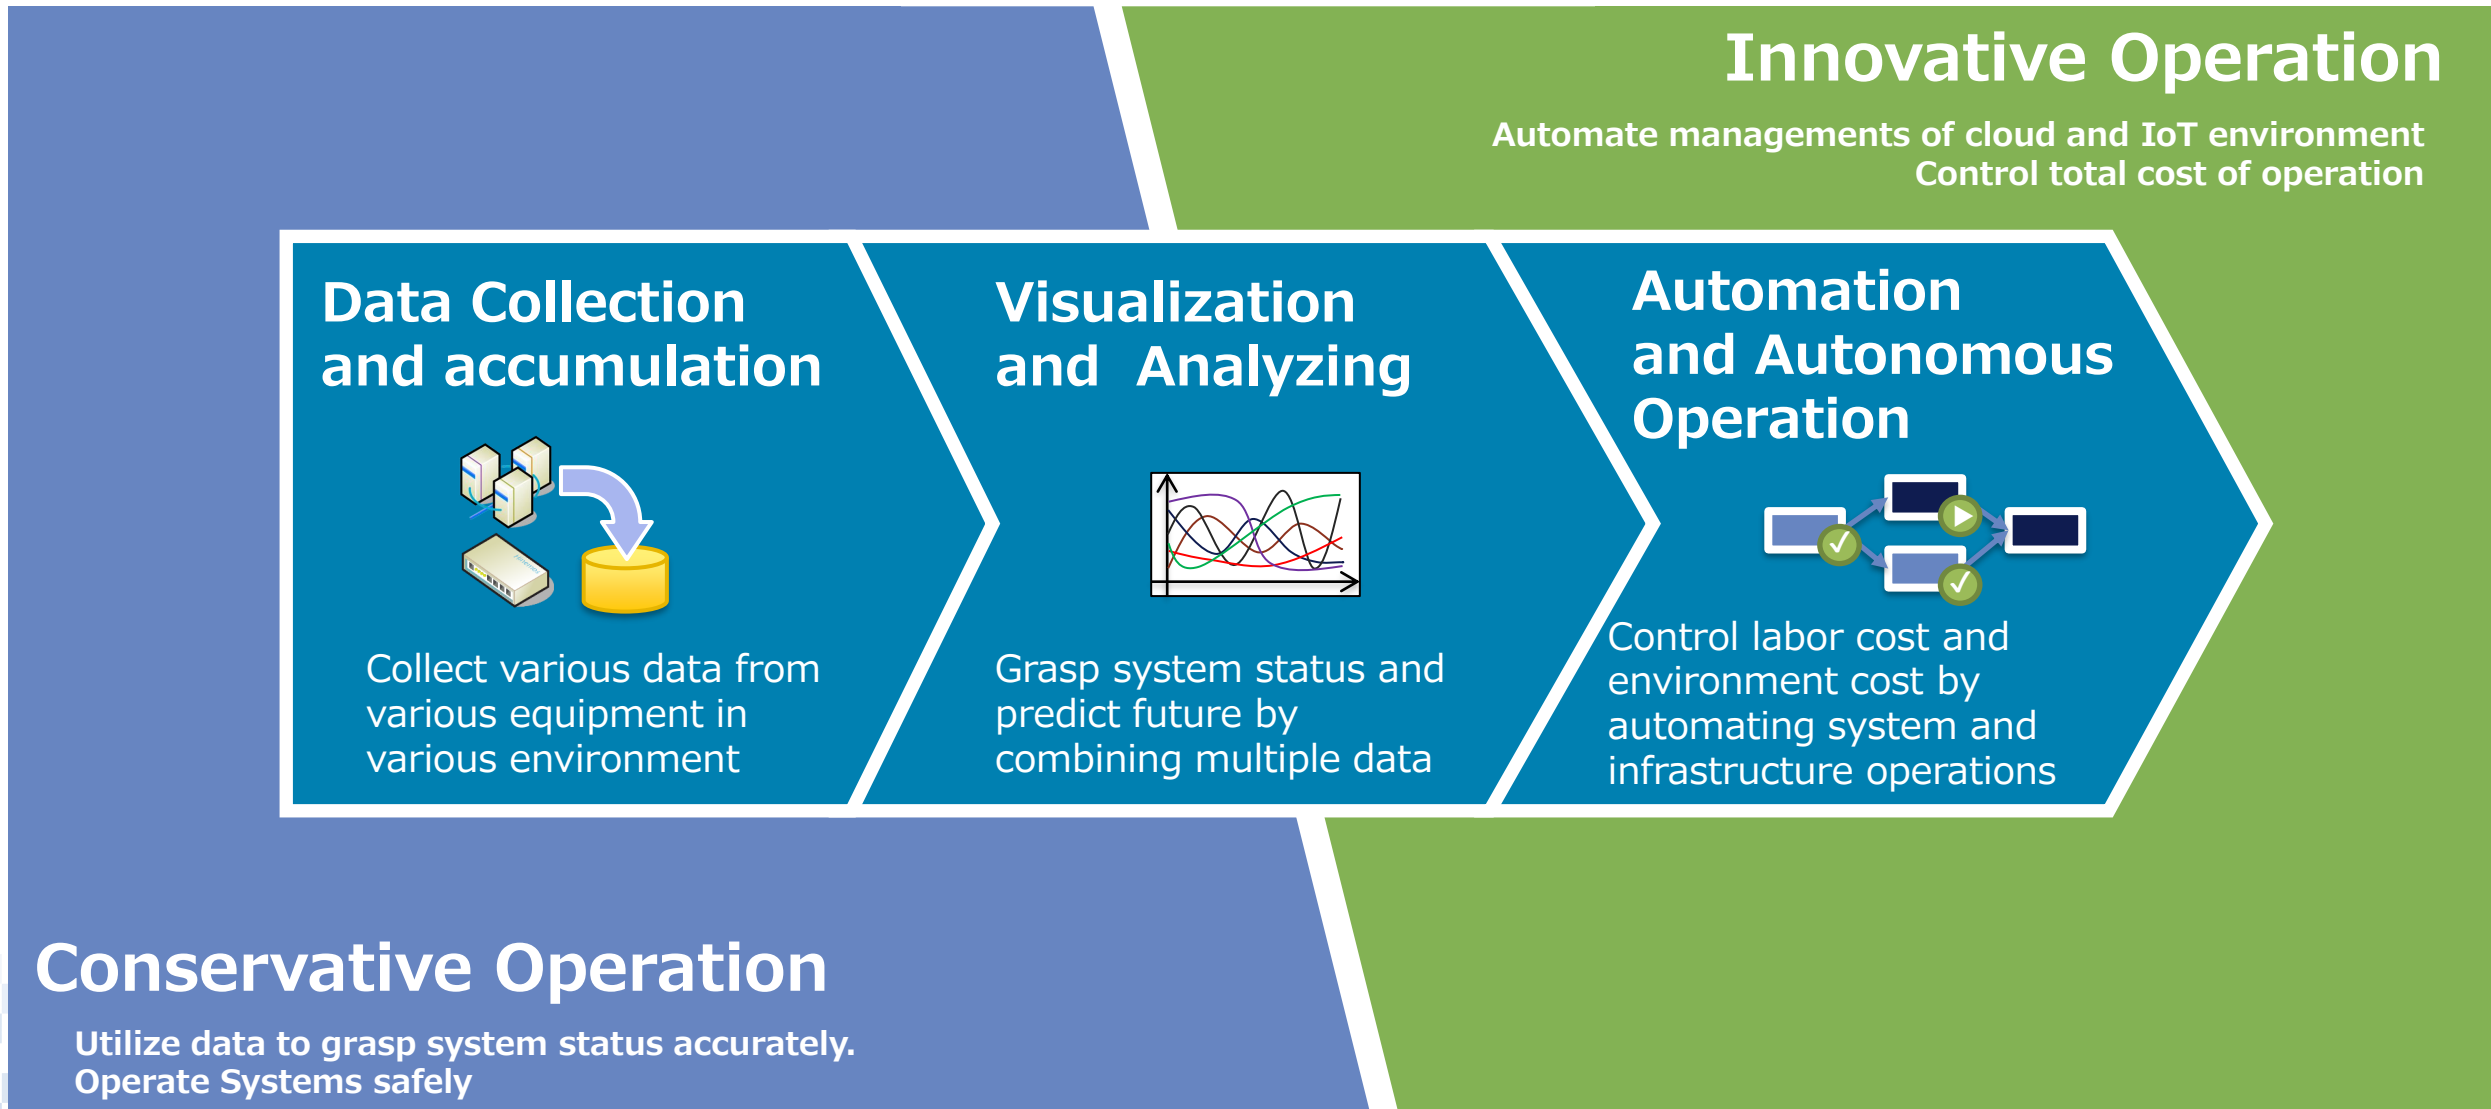 Innovative Operation
Automate managements of cloud and IoT environment
Control total cost of operation
Data Collection
and accumulation
Collect various data from
various equipment in
various environment
Visualization
and Analyzing
Grasp system status and
predict future by
combining multiple data
Automation
and Autonomous
Operation
Control labor cost and
environment cost by
automating system and
infrastructure operations
Conservative Operation
Utilize data to grasp system status accurately.
Operate Systems safely